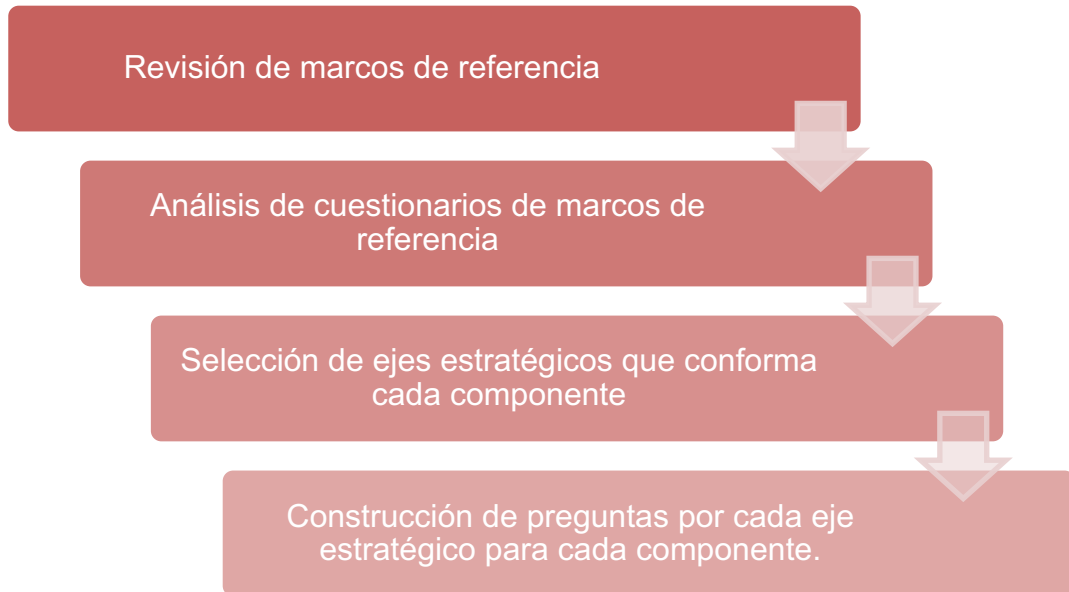 Revisión de marcos de referencia
Análisis de cuestionarios de marcos de
referencia
Selección de ejes estratégicos que conforma
cada componente
Construcción de preguntas por cada eje
estratégico para cada componente.